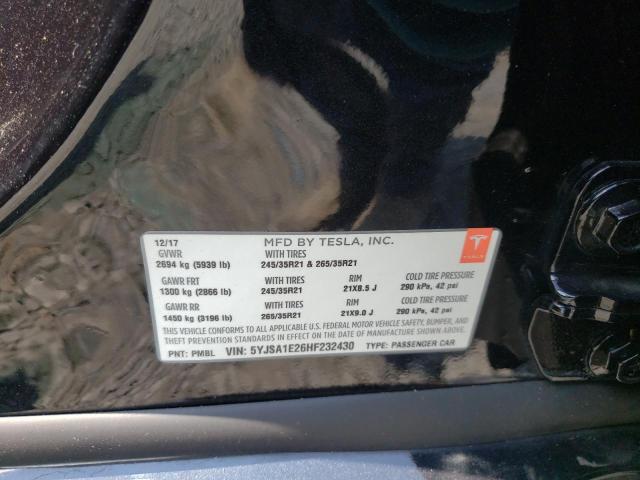 12/17 MFD BY TESLA, INC.
GVWR WITH TIRES
2694 kg (5939 lb) 245/35R21 & 265/35R21
GAWR FRT WITH TIRES RIM COLD TIRE PRESSURE
1300 kg (2866 lb) 245/35R21 21X8.5 J 290 kPa, 42 psi
GAWR RR WITH TIRES RIM COLD TIRE PRESSURE
1450 kg (3196 lb) 265/35R21 21X9.0 J 290 kPa, 42 psi
THIS VEHICLE CONFORMS TO ALL APPLICABLE U.S. FEDERAL MOTOR VEHICLE SAFETY, BUMPER, AND
THEFT PREVENTION STANDARDS IN EFFECT ON THE DATE OF MANUFACTURE SHOWN ABOVE.
PNT: PMBL VIN: 5YJSA1E26HF232430 TYPE: PASSENGER CAR
TESLA